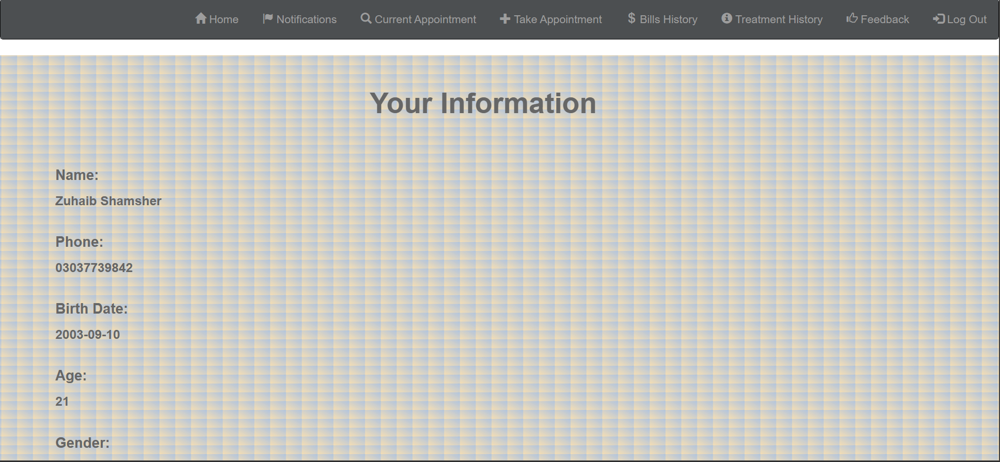 Home Notifications Current Appointment Take Appointment $ Bills History Treatment History Feedback Log Out
Your Information
Name:
Zuhaib Shamsher
Phone:
03037739842
Birth Date:
2003-09-10
Age:
21
Gender: